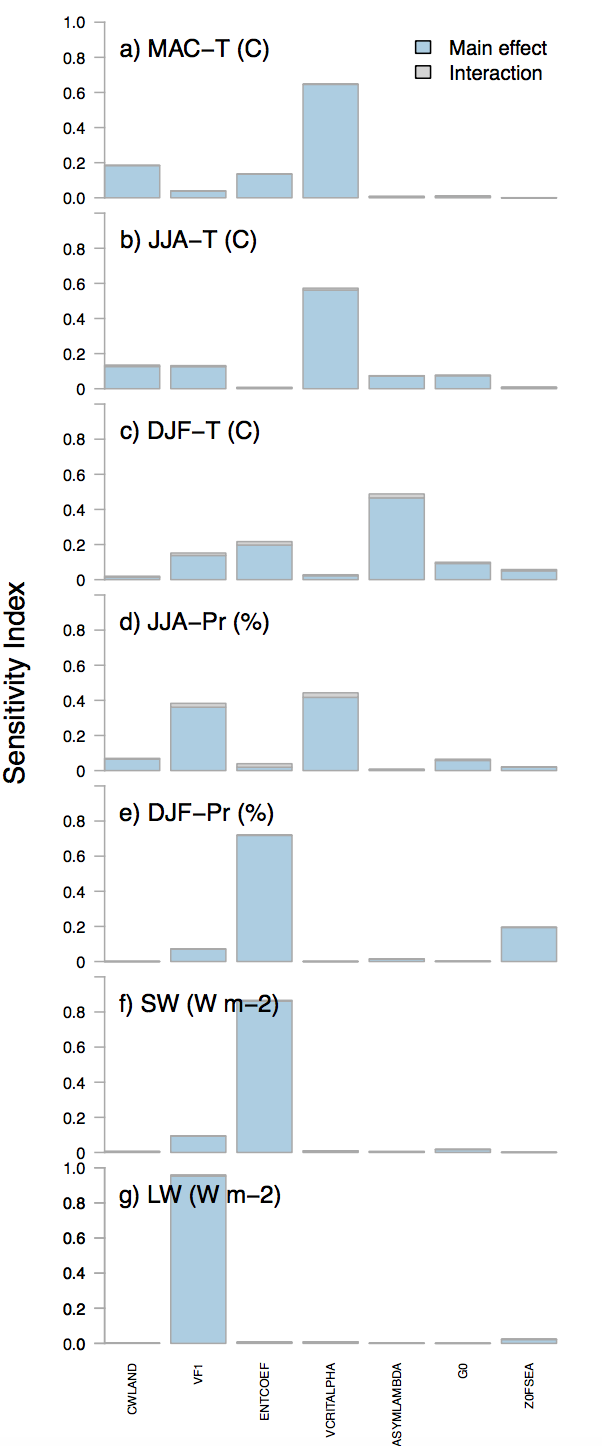 1.0
a) MAC−T (C)
Main effect
0.8
Interaction
0.6
0.4
0.2
0.0
b) JJA−T (C)
0.8
0.6
0.4
0.2
0
c) DJF−T (C)
0.8
0.6
0.4
0.2
0
Sensitivity Index
d) JJA−Pr (%)
0.8
0.6
0.4
0.2
0
e) DJF−Pr (%)
0.8
0.6
0.4
0.2
0
f) SW (W m−2)
0.8
0.6
0.4
0.2
0
1.0
g) LW (W m−2)
0.8
0.6
0.4
0.2
0.0
CWLAND
VF1
ENTCOEF
VCRITALPHA
ASYMLAMBDA
G0
Z0FSEA